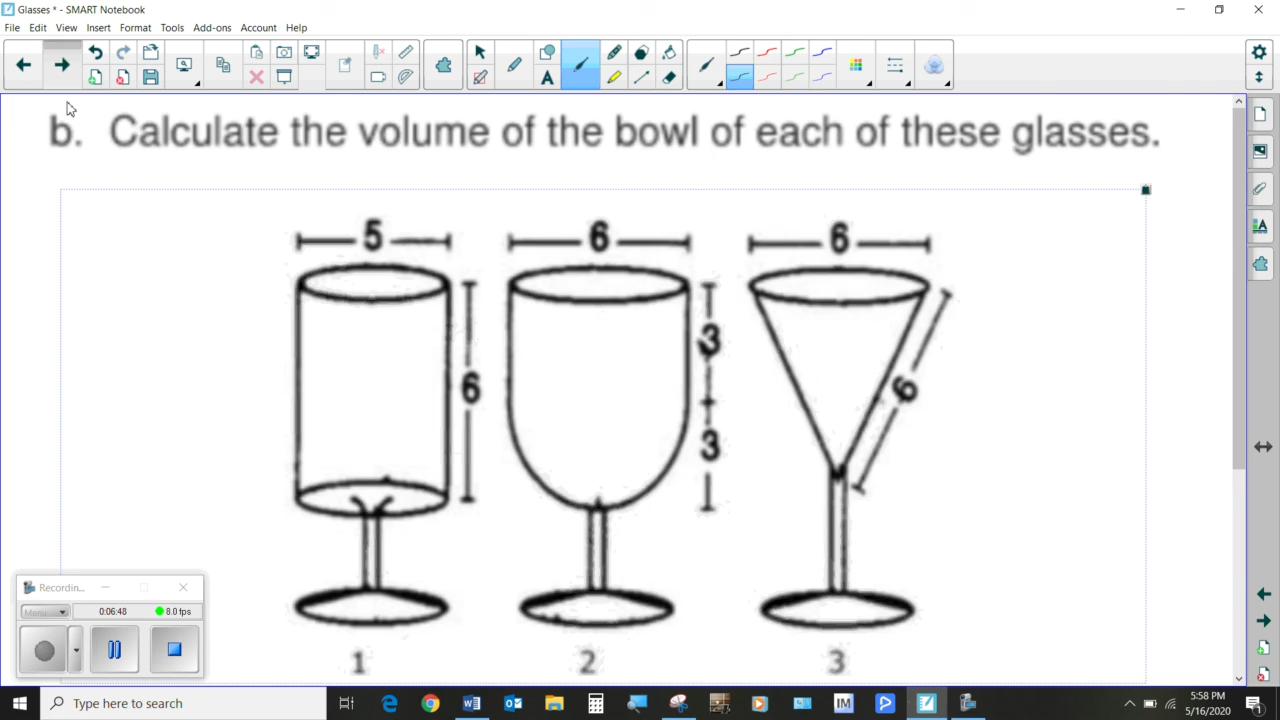 Glasses * - SMART Notebook
File Edit View Insert Format Tools Add-ons Account Help
b. Calculate the volume of the bowl of each of these glasses.
5 6 6
3
6 6
3
Recordin...
Menu 0:06:48 8.0 fps
1 2 3
Type here to search
5:58 PM
5/16/2020